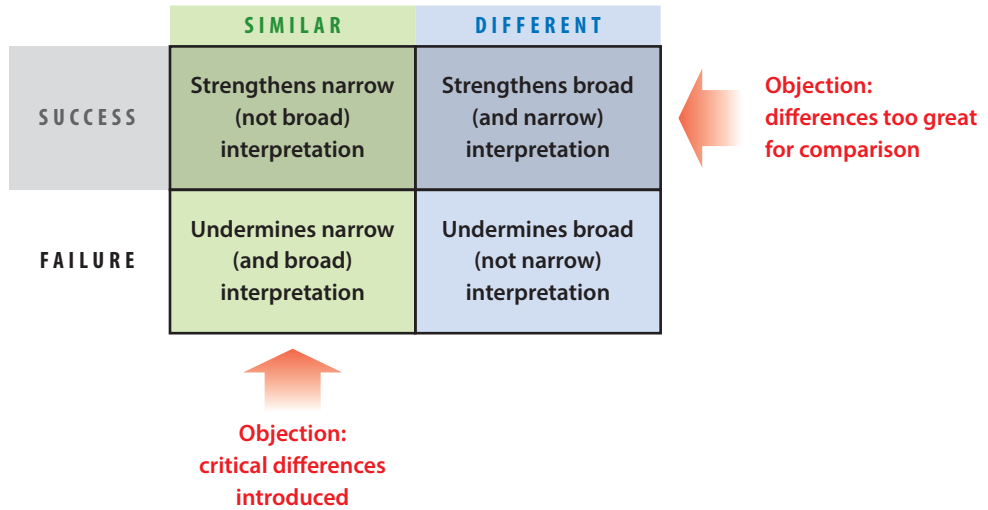 SIMILAR DIFFERENT
SUCCESS
Strengthens narrow
(not broad)
interpretation
Strengthens broad
(and narrow)
interpretation
Objection:
differences too great
for comparison
FAILURE
Undermines narrow
(and broad)
interpretation
Undermines broad
(not narrow)
interpretation
Objection:
critical differences
introduced